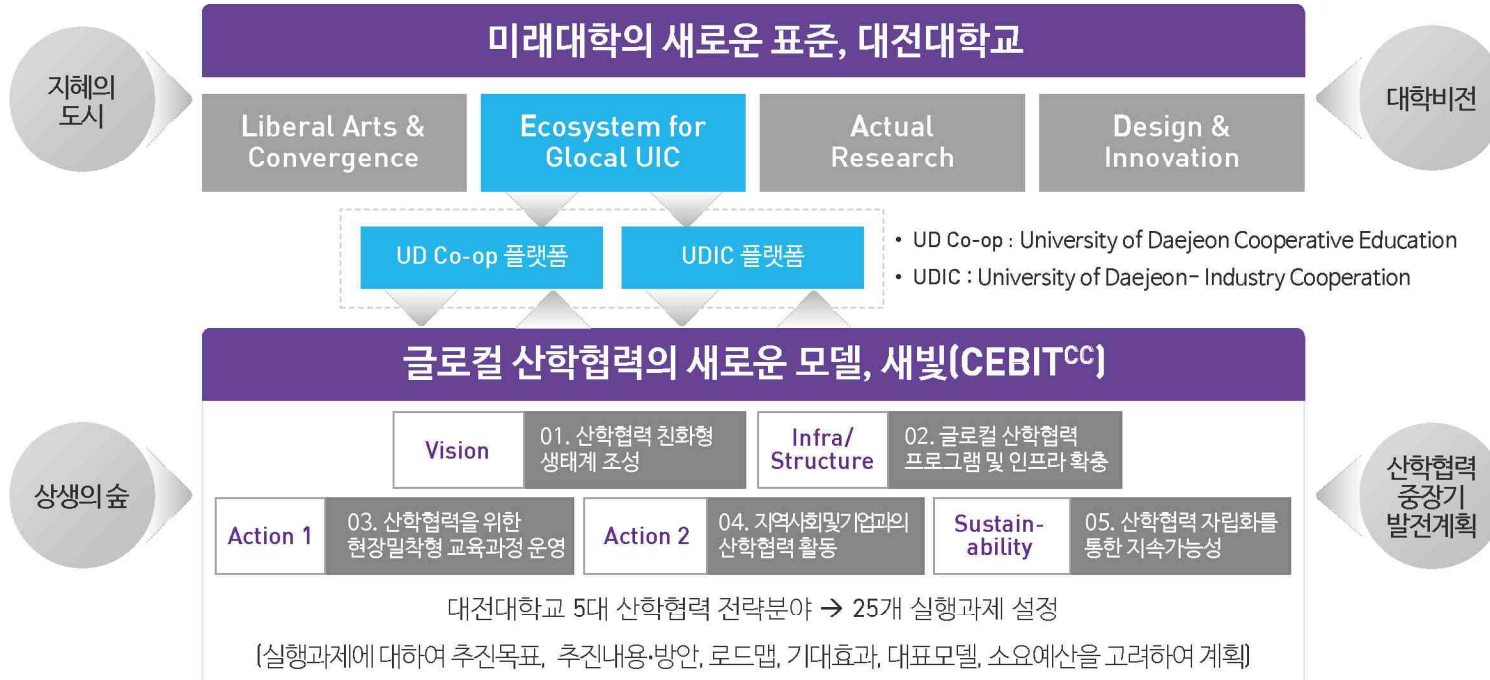 미래대학의 새로운 표준, 대전대학교
지혜의
도시
대학비전
Liberal Arts &
Convergence
Ecosystem for
Glocal UIC
Actual
Research
Design &
Innovation
UD Co-op 플랫폼
UDIC 플랫폼
• UD Co-op : University of Daejeon Cooperative Education
• UDIC : University of Daejeon- Industry Cooperation
글로컬 산학협력의 새로운 모델, 새빛(CEBITᶜᶜ)
상생의 숲
산학협력
중장기
발전계획
Vision
01. 산학협력 친화형
생태계 조성
Infra/
Structure
02. 글로컬 산학협력
프로그램 및 인프라 확충
Action 1
03. 산학협력을 위한
현장밀착형 교육과정 운영
Action 2
04. 지역사회및기업과의
산학협력 활동
Sustain-
ability
05. 산학협력 자립화를
통한 지속가능성
대전대학교 5대 산학협력 전략분야 → 25개 실행과제 설정
(실행과제에 대하여 추진목표, 추진내용·방안, 로드맵, 기대효과, 대표모델, 소요예산을 고려하여 계획)